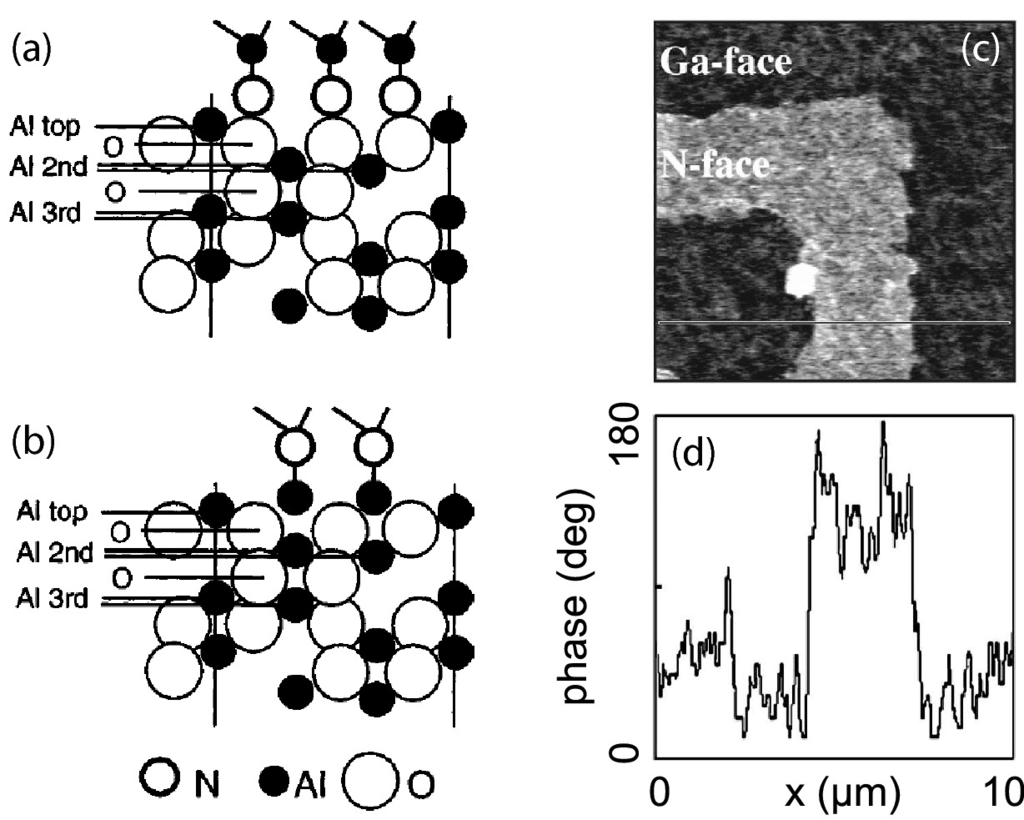 (a)
Al top
O
Al 2nd
O
Al 3rd
(b)
Al top
O
Al 2nd
O
Al 3rd
N
Al
O
(c)
Ga-face
N-face
(d)
180
phase (deg)
0
0
x (μm)
10